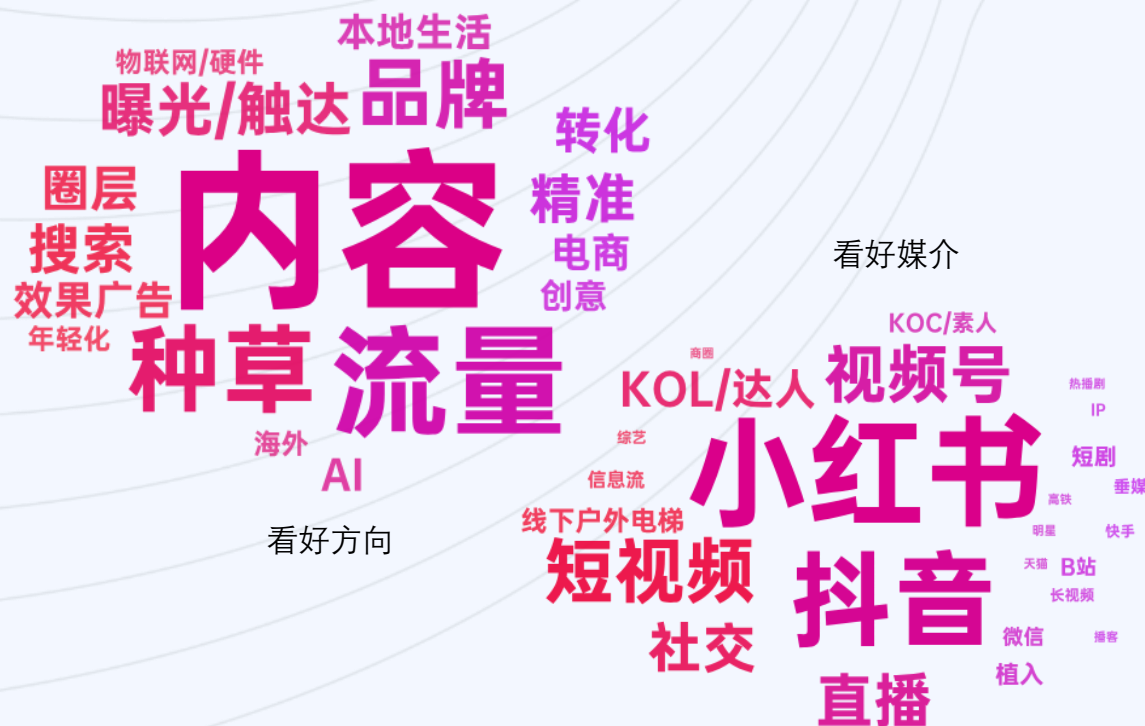 本地生活
物联网/硬件
品牌
曝光/触达
转化
内容
圈层
精准
搜索
电商
效果广告
创意
年轻化
种草
流量
海外
AI
看好方向
看好媒介
KOC/素人
商圈
视频号
KOL/达人
热播剧
IP
小红书
综艺
短剧
信息流
垂媒
高铁
线下户外电梯
明星
快手
短视频
抖音
天猫
B站
长视频
社交
微信
播客
植入
直播